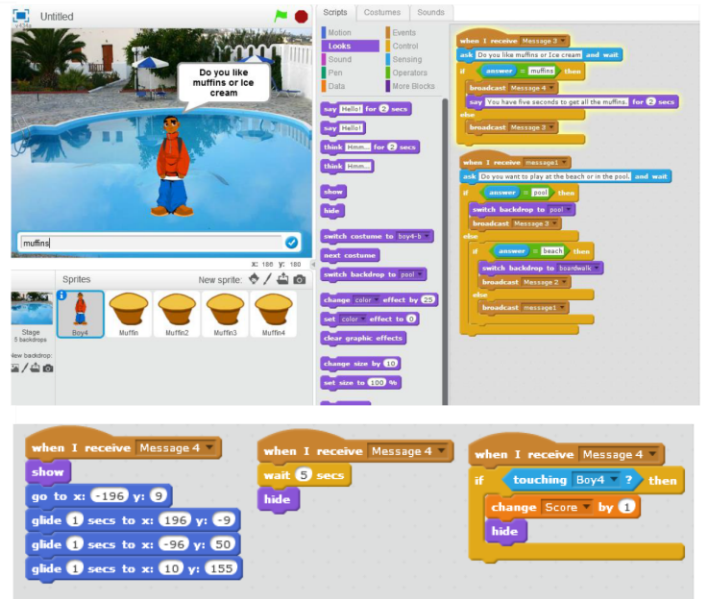 Untitled
v434a
Do you like
muffins or Ice
cream
muffins
x: 186 y: 180
Sprites
New sprite:
Stage
5 backdrops
New backdrop:
Boy4
Muffin
Muffin2
Muffin3
Muffin4
Scripts Costumes Sounds
Motion Events
Looks Control
Sound Sensing
Pen Operators
Data More Blocks
say Hello! for 2 secs
say Hello!
think Hmm... for 2 secs
think Hmm...
show
hide
switch costume to boy4-b
next costume
switch backdrop to pool
change color effect by 25
set color effect to 0
clear graphic effects
change size by 10
set size to 100 %
when I receive Message 3
ask Do you like muffins or Ice cream and wait
if answer = muffins then
broadcast Message 4
say You have five seconds to get all the muffins. for 2 secs
else
broadcast Message 3
when I receive message1
ask Do you want to play at the beach or in the pool. and wait
if answer = pool then
switch backdrop to pool
broadcast Message 3
else
if answer = beach then
switch backdrop to boardwalk
broadcast Message 2
else
broadcast message1
when I receive Message 4
show
go to x: -196 y: 9
glide 1 secs to x: 196 y: -9
glide 1 secs to x: -96 y: 50
glide 1 secs to x: 10 y: 155
when I receive Message 4
wait 5 secs
hide
when I receive Message 4
if touching Boy4 ? then
change Score by 1
hide